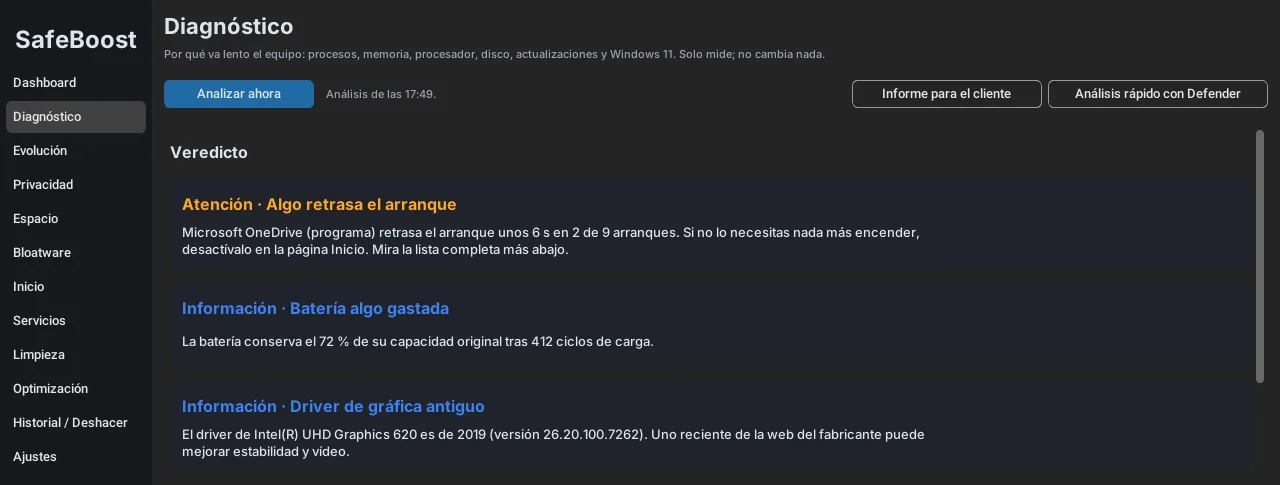 SafeBoost
Dashboard
Diagnóstico
Evolución
Privacidad
Espacio
Bloatware
Inicio
Servicios
Limpieza
Optimización
Historial / Deshacer
Ajustes
Diagnóstico
Por qué va lento el equipo: procesos, memoria, procesador, disco, actualizaciones y Windows 11. Solo mide; no cambia nada.
Analizar ahora
Análisis de las 17:49.
Informe para el cliente
Análisis rápido con Defender
Veredicto
Atención · Algo retrasa el arranque
Microsoft OneDrive (programa) retrasa el arranque unos 6 s en 2 de 9 arranques. Si no lo necesitas nada más encender,
desactívalo en la página Inicio. Mira la lista completa más abajo.
Información · Batería algo gastada
La batería conserva el 72 % de su capacidad original tras 412 ciclos de carga.
Información · Driver de gráfica antiguo
El driver de Intel(R) UHD Graphics 620 es de 2019 (versión 26.20.100.7262). Uno reciente de la web del fabricante puede
mejorar estabilidad y vídeo.